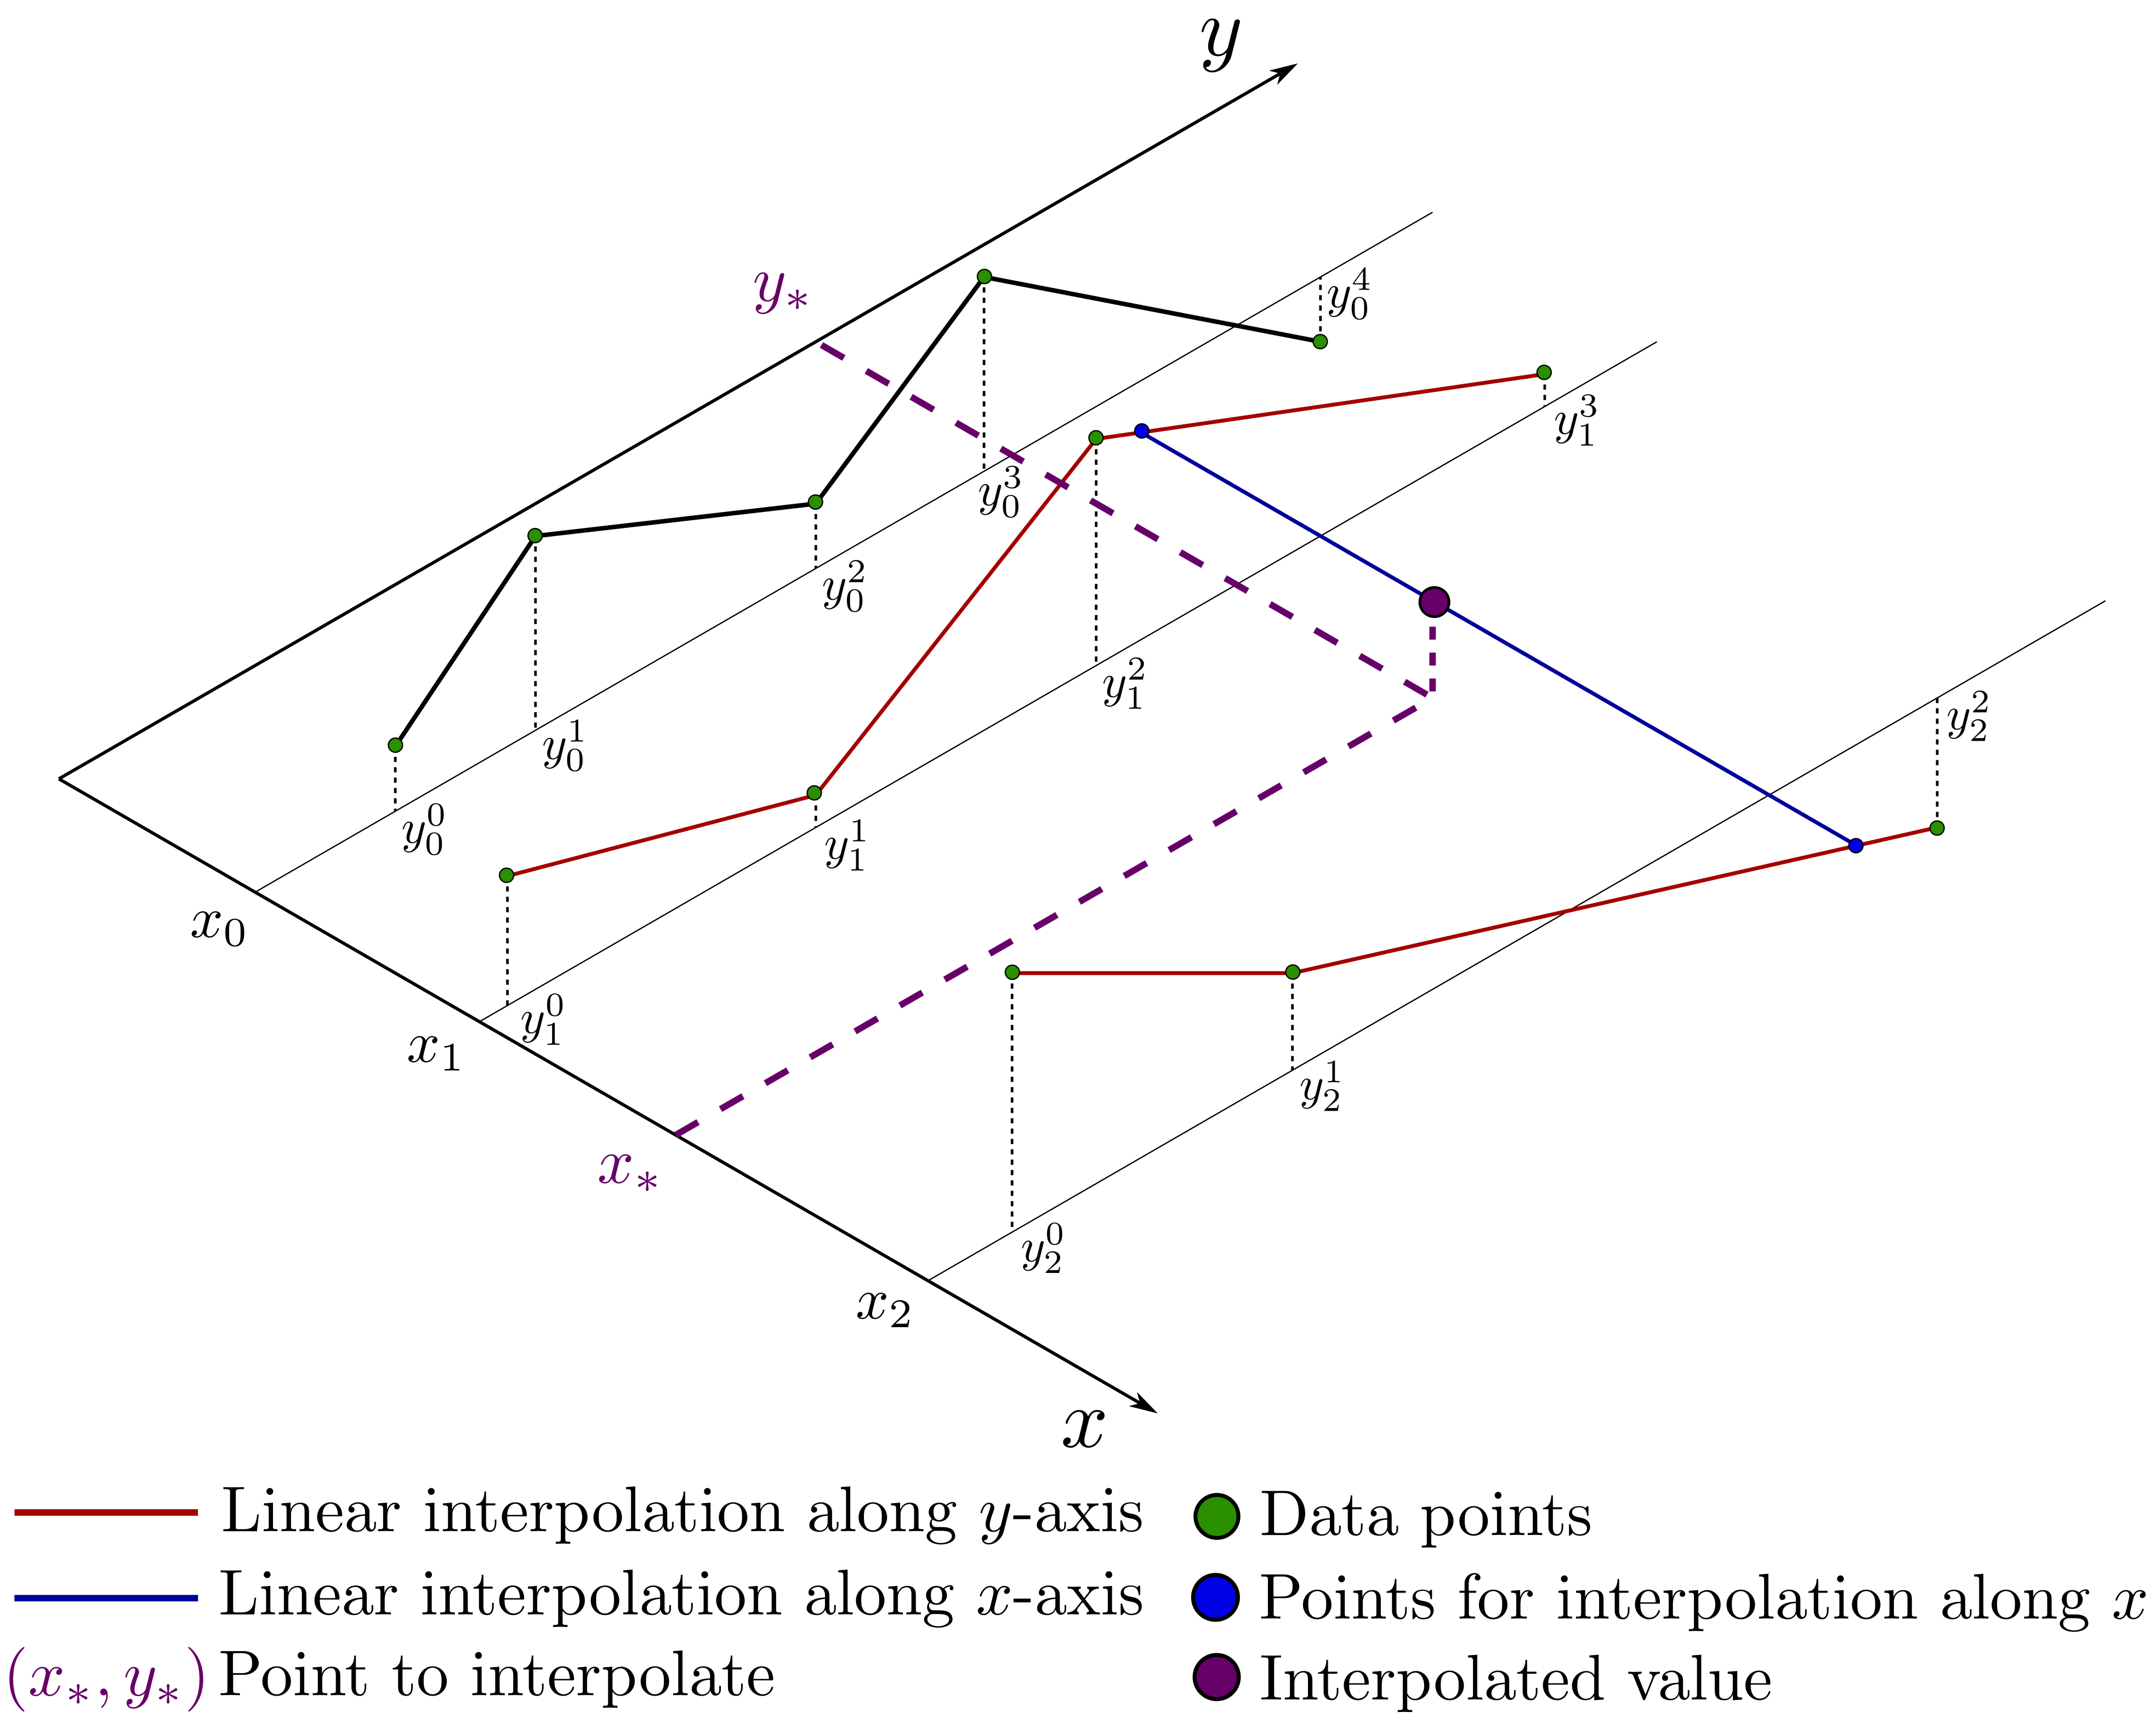 y
y_*
y_0^4
y_1^3
y_0^3
y_0^2
y_1^2
y_2^2
y_0^1
y_0^0
y_1^1
x_0
y_1^0
x_1
y_2^1
x_*
y_2^0
x_2
x
Linear interpolation along y-axis
Linear interpolation along x-axis
(x_*, y_*) Point to interpolate
Data points
Points for interpolation along x
Interpolated value